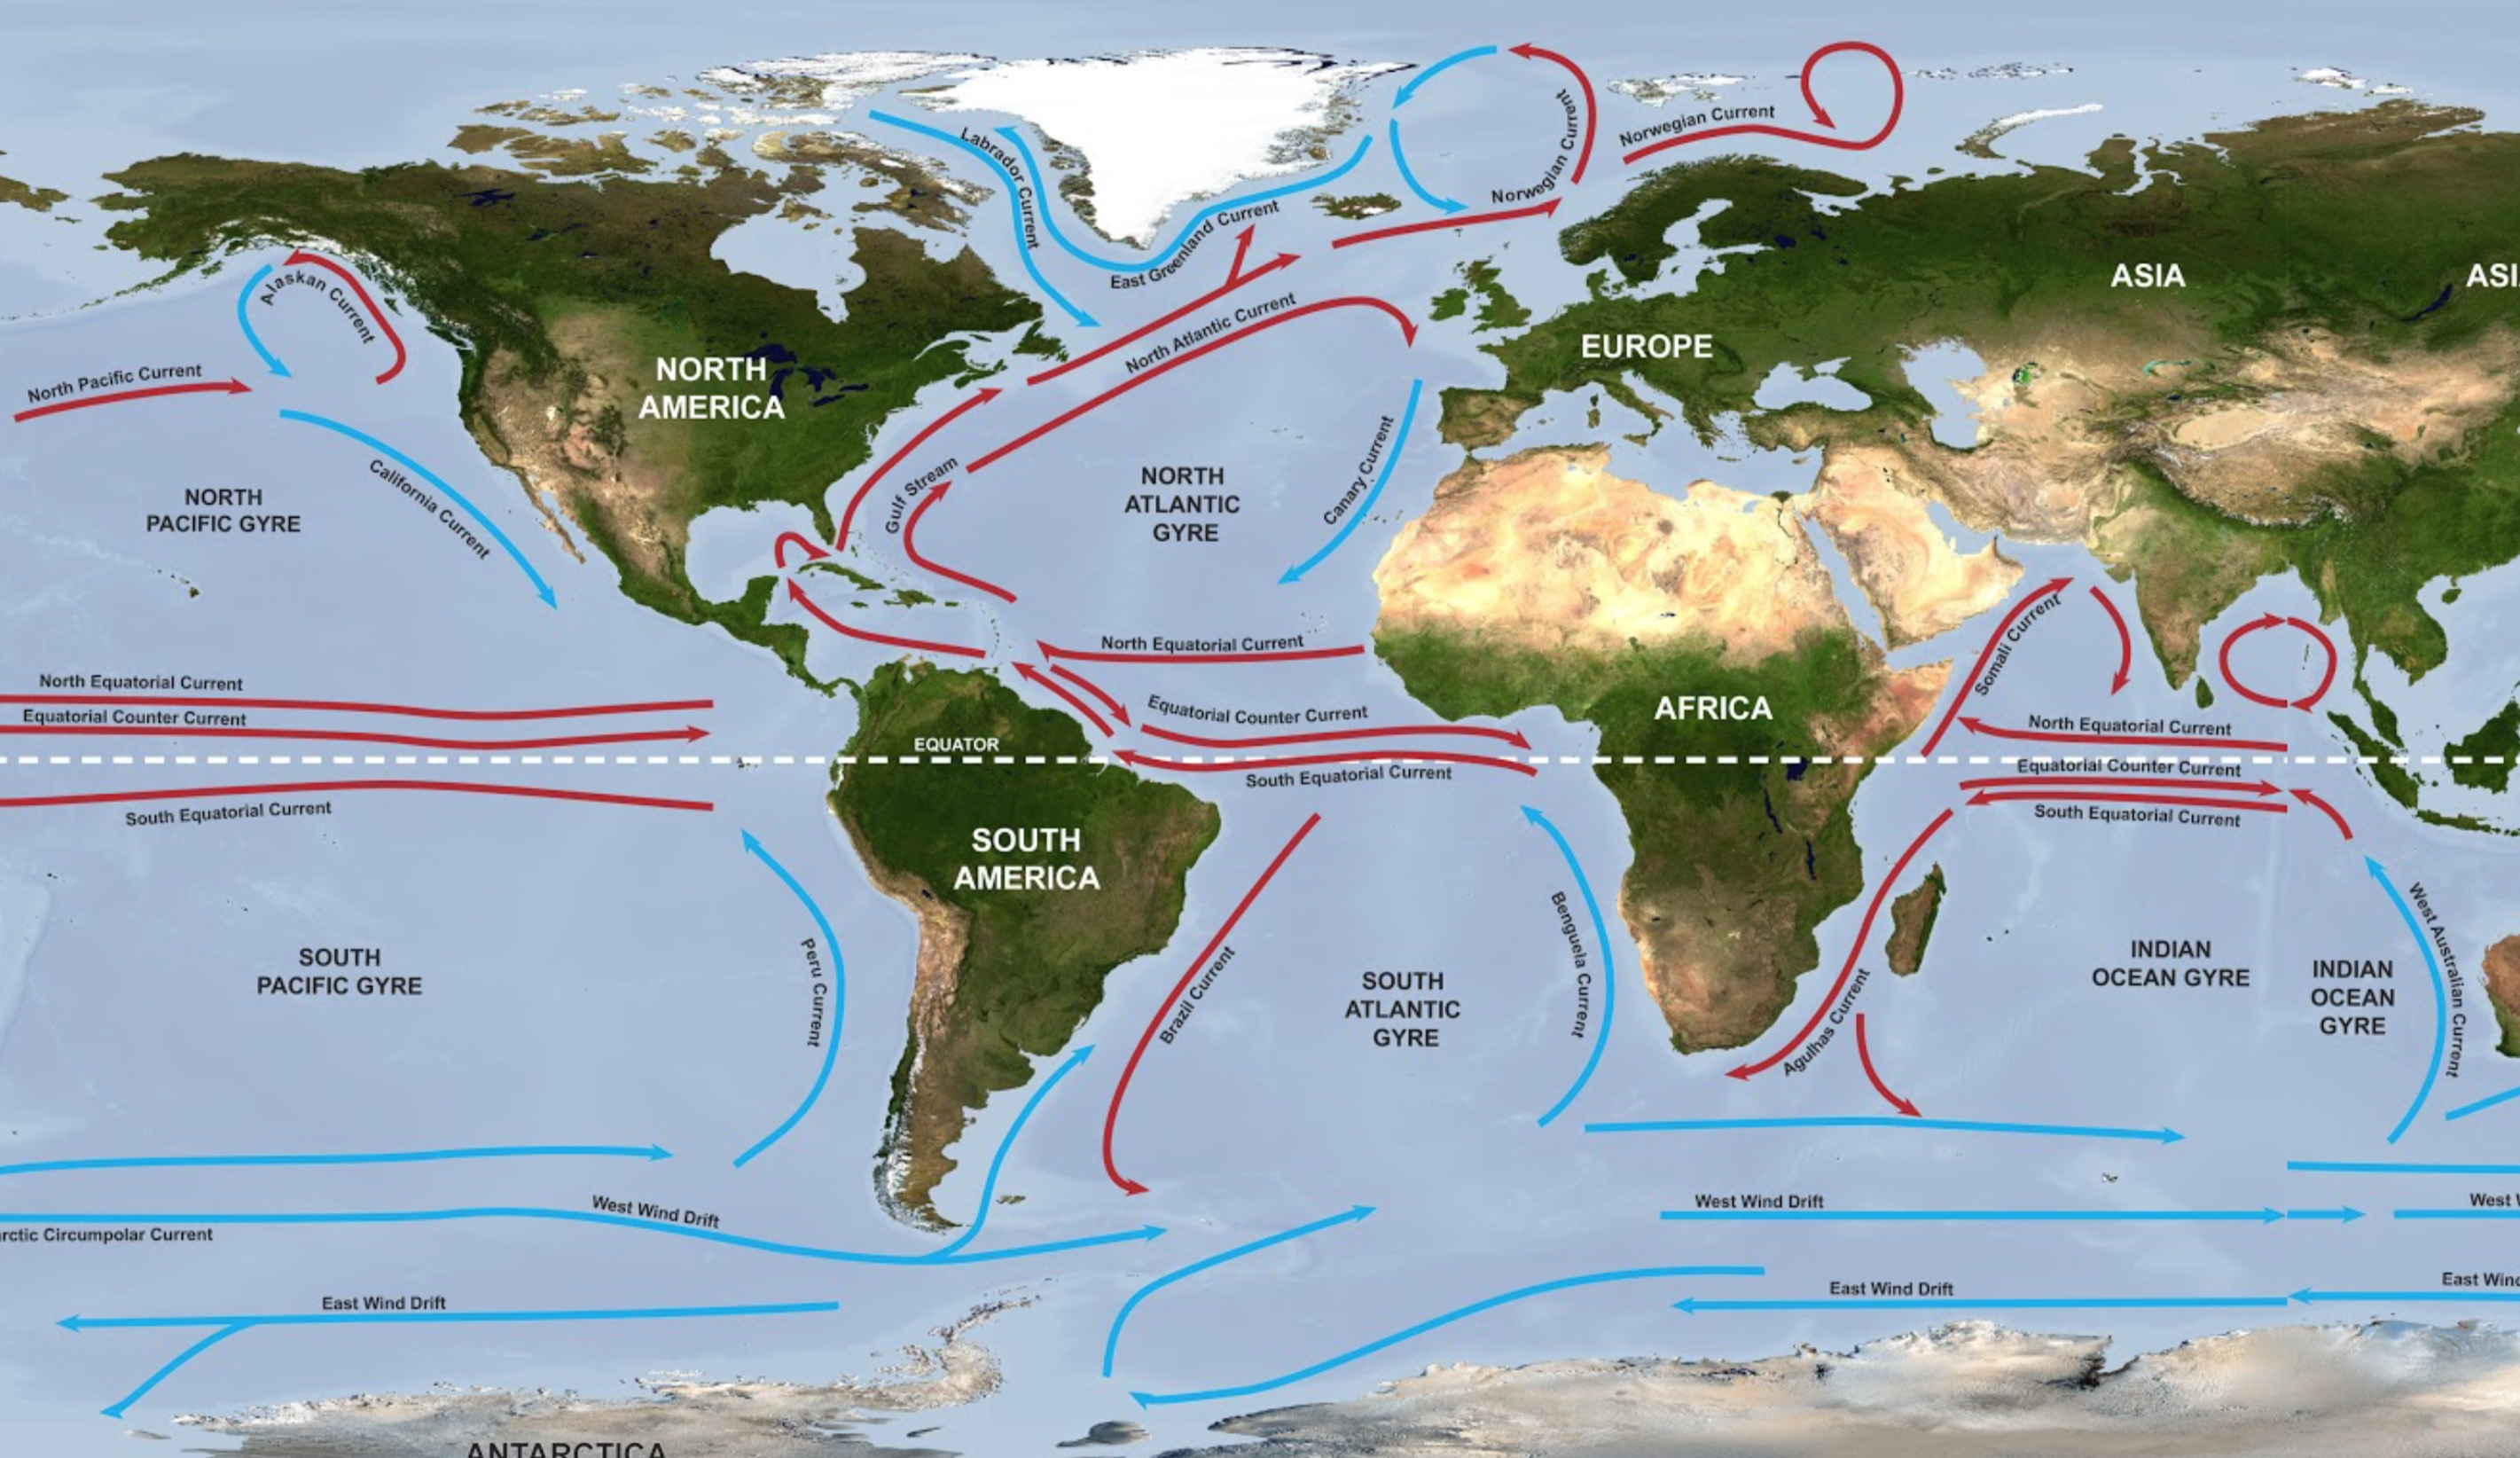 Labrador Current
Norwegian Current
Norwegian Current
East Greenland Current
Alaskan Current
ASIA
ASI
North Pacific Current
North Atlantic Current
EUROPE
NORTH
AMERICA
California Current
Gulf Stream
Canary Current
NORTH
PACIFIC GYRE
NORTH
ATLANTIC
GYRE
Somali Current
North Equatorial Current
North Equatorial Current
Equatorial Counter Current
Equatorial Counter Current
AFRICA
North Equatorial Current
EQUATOR
Equatorial Counter Current
South Equatorial Current
South Equatorial Current
South Equatorial Current
SOUTH
AMERICA
Peru Current
Brazil Current
Benguela Current
West Australian Current
SOUTH
PACIFIC GYRE
SOUTH
ATLANTIC
GYRE
INDIAN
OCEAN GYRE
INDIAN
OCEAN
GYRE
Agulhas Current
West Wind Drift
West Wind Drift
West W
rctic Circumpolar Current
East Wind Drift
East Wind Drift
East Wind
ANTARCTICA